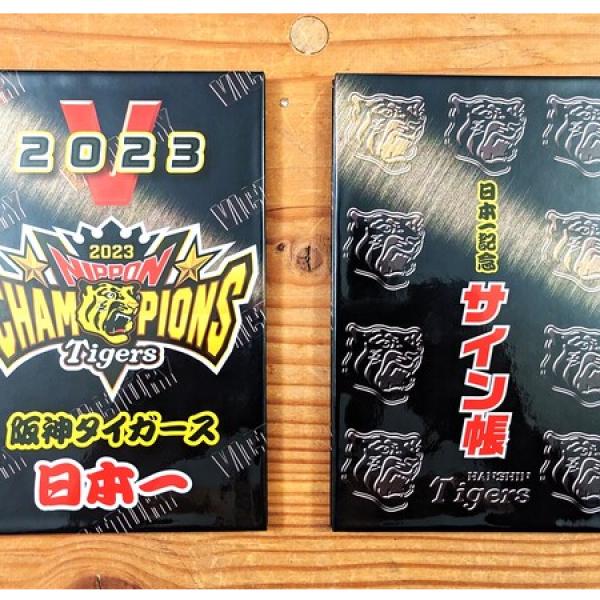 V
2023
2023
NIPPON
CHAMPIONS
Tigers
阪神タイガース
日本一
日本一記念
サイン帳
HANSHIN
Tigers